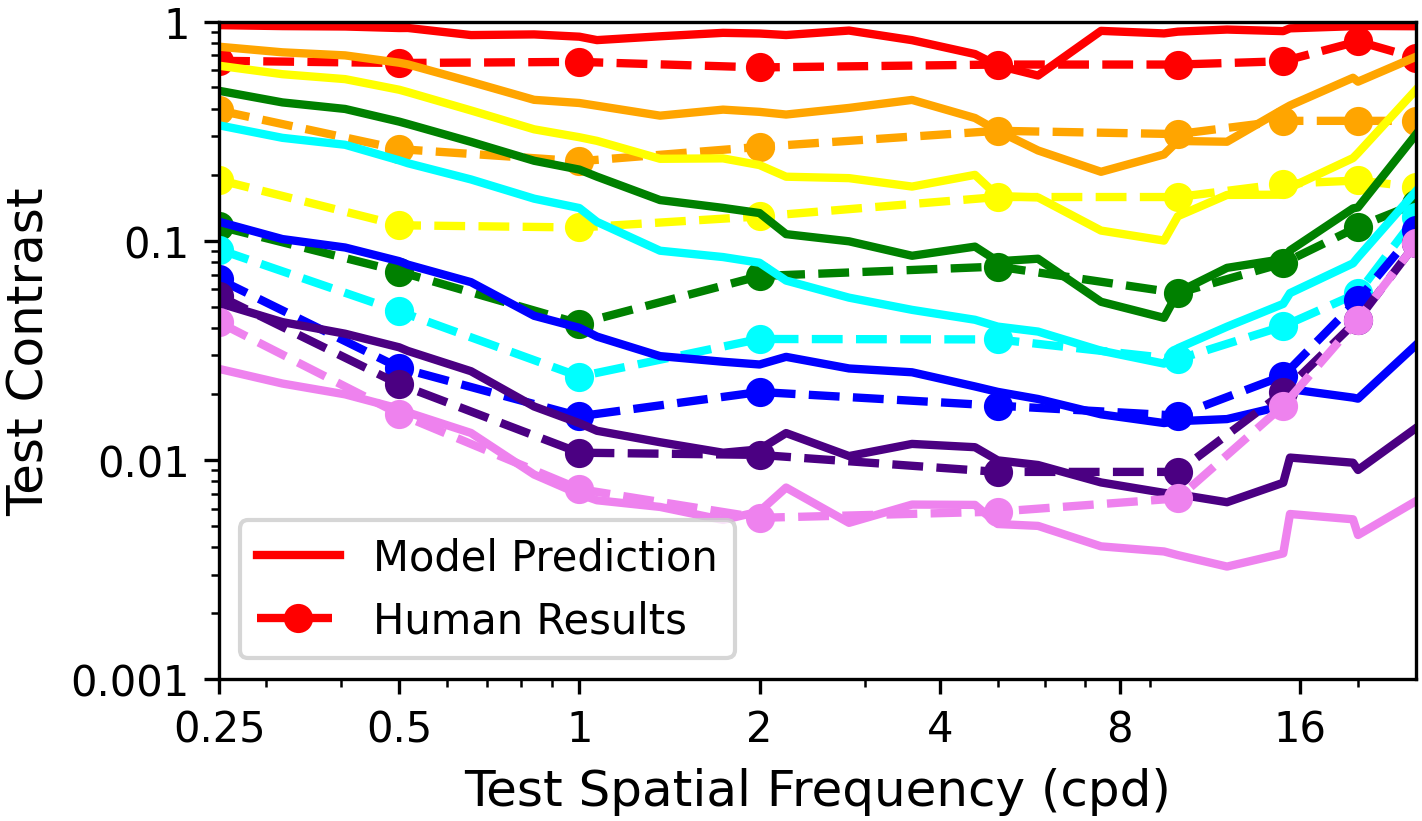 1
0.1
0.01
0.001
Test Contrast
Model Prediction
Human Results
0.25 0.5 1 2 4 8 16
Test Spatial Frequency (cpd)